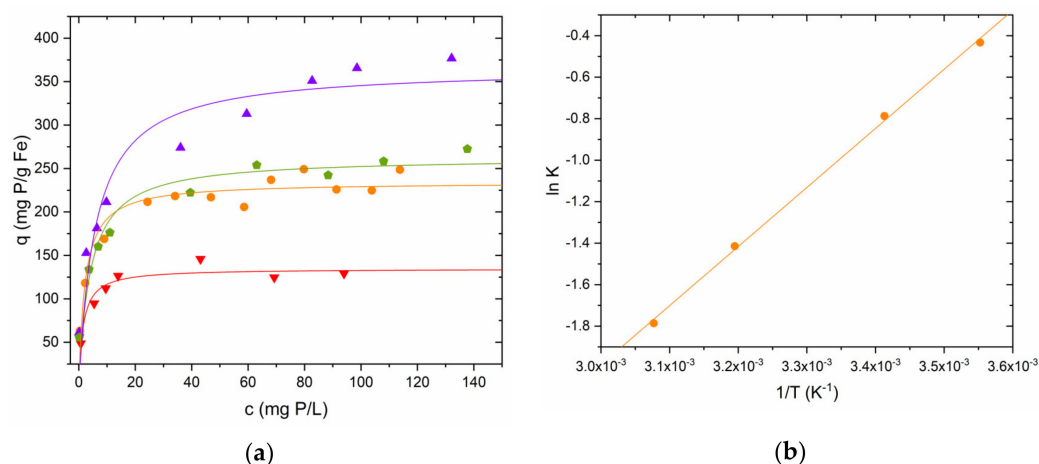 (a)
400
350
300
250
200
150
100
50
q (mg P/g Fe)
0
20
40
60
80
100
120
140
c (mg P/L)
(b)
-0.4
-0.6
-0.8
-1.0
-1.2
-1.4
-1.6
-1.8
ln K
3.0x10⁻³
3.1x10⁻³
3.2x10⁻³
3.3x10⁻³
3.4x10⁻³
3.5x10⁻³
3.6x10⁻³
1/T (K⁻¹)
(a)
(b)